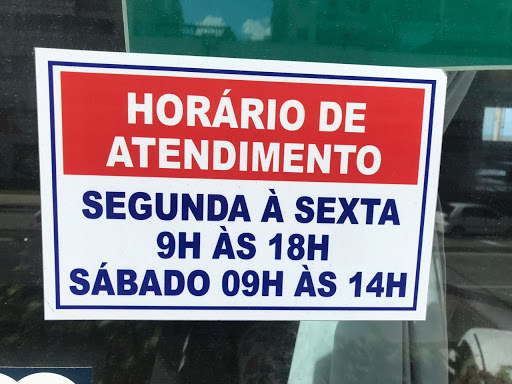 HORÁRIO DE
ATENDIMENTO
SEGUNDA À SEXTA
9H ÀS 18H
SÁBADO 09H ÀS 14H